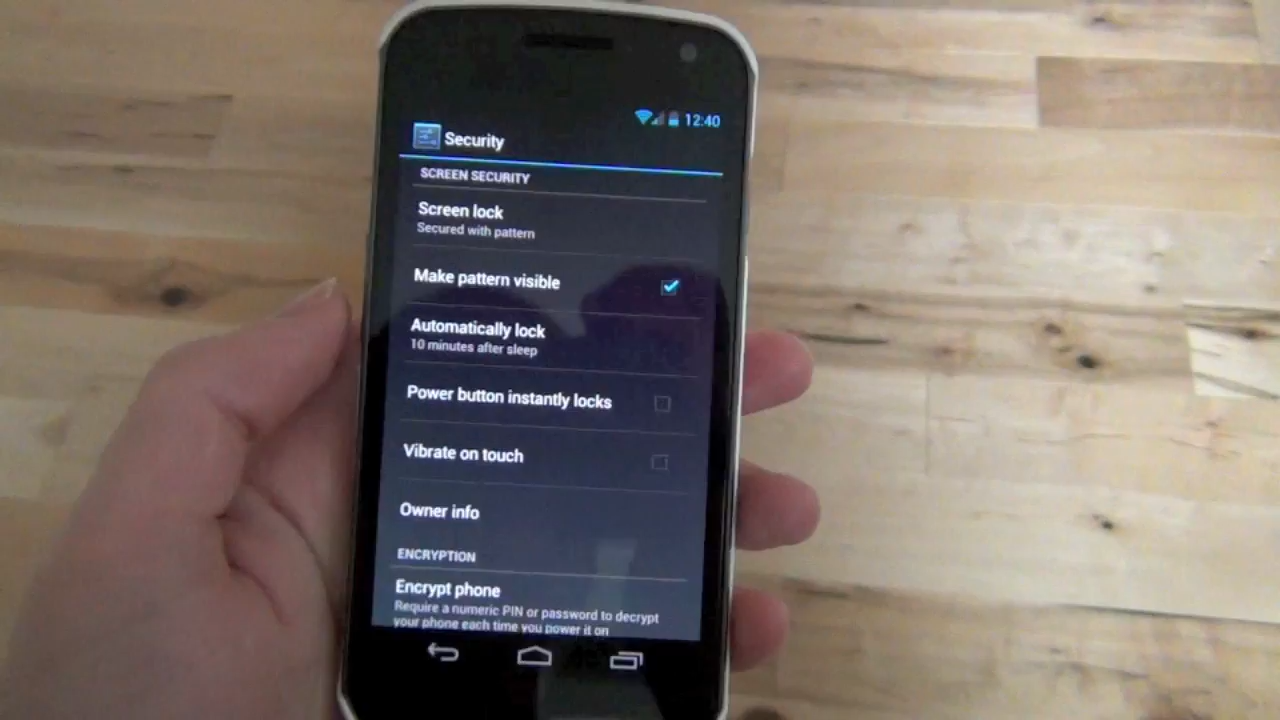 12:40
Security
SCREEN SECURITY
Screen lock
Secured with pattern
Make pattern visible
Automatically lock
10 minutes after sleep
Power button instantly locks
Vibrate on touch
Owner info
ENCRYPTION
Encrypt phone
Require a numeric PIN or password to decrypt
your phone each time you power it on